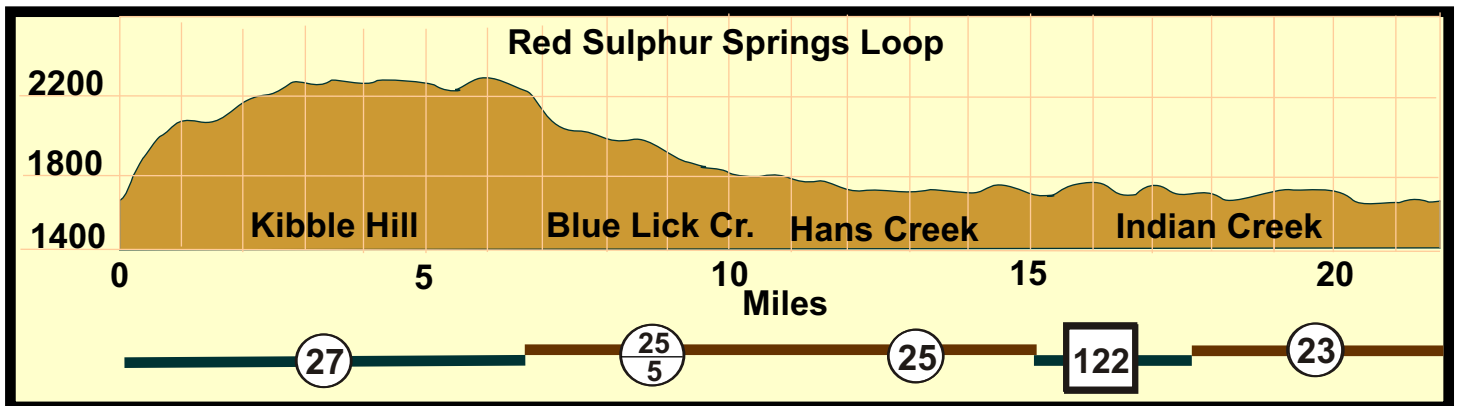 Red Sulphur Springs Loop
2200
1800
1400
Kibble Hill
Blue Lick Cr.
Hans Creek
Indian Creek
0 5 10 15 20
Miles
27
25
5
25
122
23